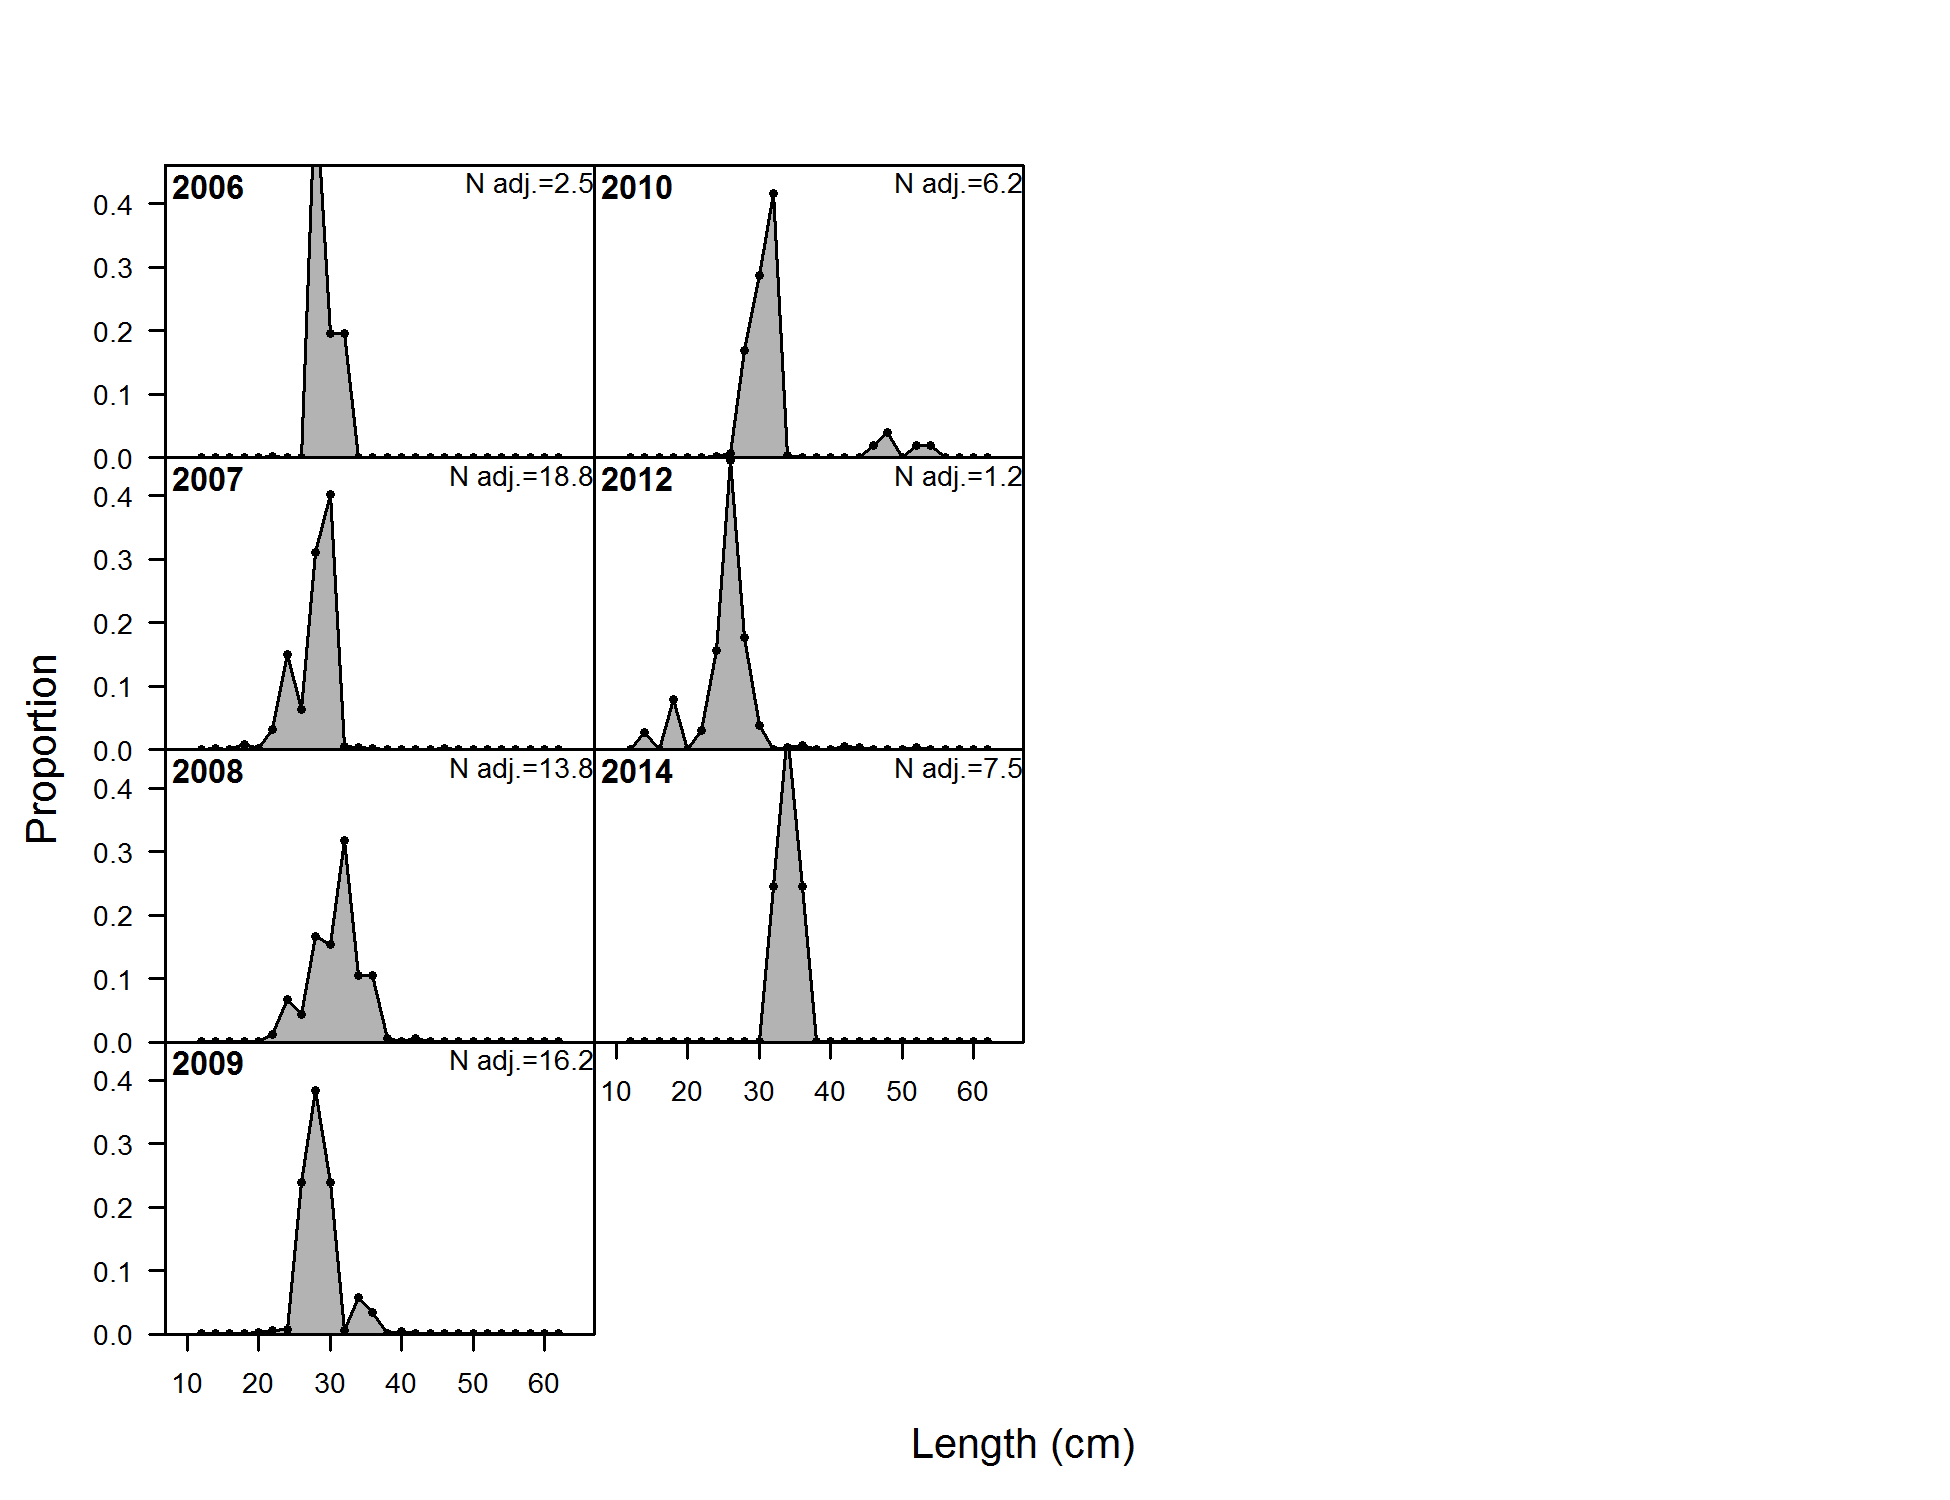 2006 N adj.=2.5
0.4
0.3
0.2
0.1
0.0
2007 N adj.=18.8
0.4
0.3
0.2
0.1
0.0
2008 N adj.=13.8
0.4
0.3
0.2
0.1
0.0
2009 N adj.=16.2
0.4
0.3
0.2
0.1
0.0
10 20 30 40 50 60
2010 N adj.=6.2
2012 N adj.=1.2
2014 N adj.=7.5
10 20 30 40 50 60
Proportion
Length (cm)